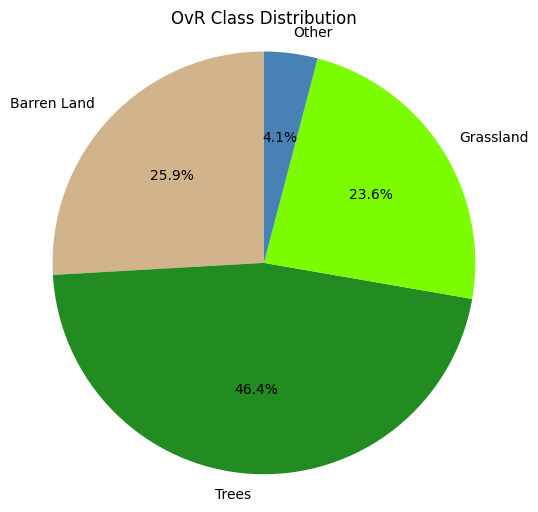 OvR Class Distribution
Other
Barren Land
4.1%
Grassland
25.9%
23.6%
46.4%
Trees